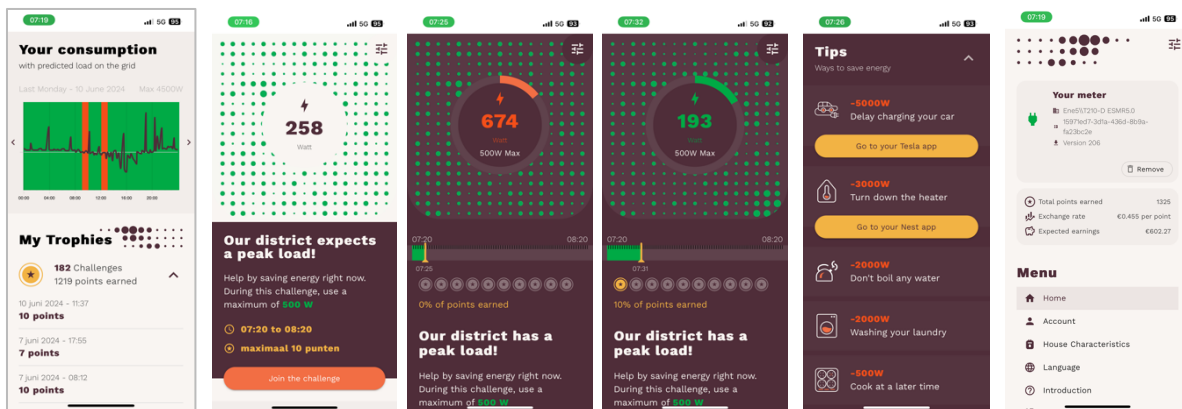 07:19
5G 95
Your consumption
with predicted load on the grid
Last Monday - 10 June 2024 Max 4500W
00:00 04:00 08:00 12:00 16:00 20:00
My Trophies
182 Challenges
1219 points earned
10 juni 2024 - 11:37
10 points
7 juni 2024 - 17:55
7 points
7 juni 2024 - 08:12
10 points
07:16
5G 95
258
Watt
Our district expects
a peak load!
Help by saving energy right now.
During this challenge, use a
maximum of 500 W
07:20 to 08:20
maximaal 10 punten
Join the challenge
07:25
5G 93
674
Watt
500W Max
07:20 08:20
07:25
0% of points earned
Our district has a
peak load!
Help by saving energy right now.
During this challenge, use a
maximum of 500 W
07:32
5G 92
193
Watt
500W Max
07:20 08:20
07:31
10% of points earned
Our district has a
peak load!
Help by saving energy right now.
During this challenge, use a
maximum of 500 W
07:26
5G 93
Tips
Ways to save energy
-5000W
Delay charging your car
Go to your Tesla app
-3000W
Turn down the heater
Go to your Nest app
-2000W
Don't boil any water
-2000W
Washing your laundry
-500W
Cook at a later time
07:19
5G 95
Your meter
Ene5\T210-D ESMR5.0
15971ed7-3d1a-436d-8b9a-
fa23bc2e
Version 206
Remove
Total points earned 1325
Exchange rate €0.455 per point
Expected earnings €602.27
Menu
Home
Account
House Characteristics
Language
Introduction